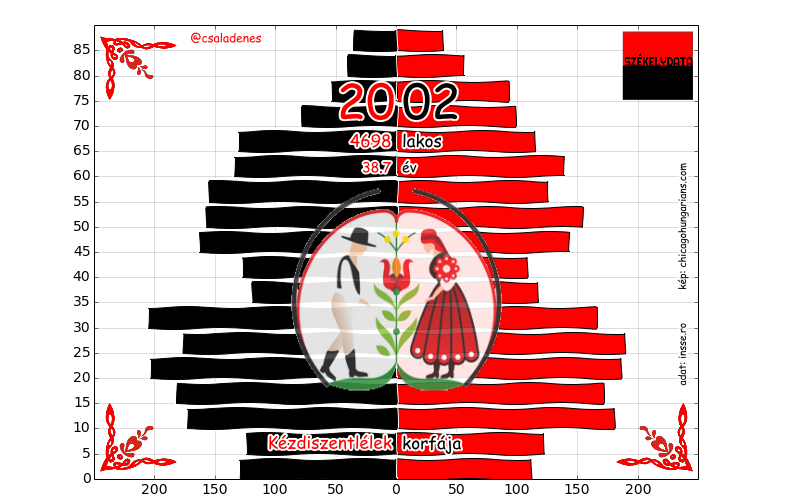 @csaladenes
SZÉKELYDATA
2002
4698 lakos
38.7 év
kép: chicagohungarians.com
adat: insse.ro
Kézdiszentlélek korfája
85
80
75
70
65
60
55
50
45
40
35
30
25
20
15
10
5
0
200 150 100 50 0 50 100 150 200